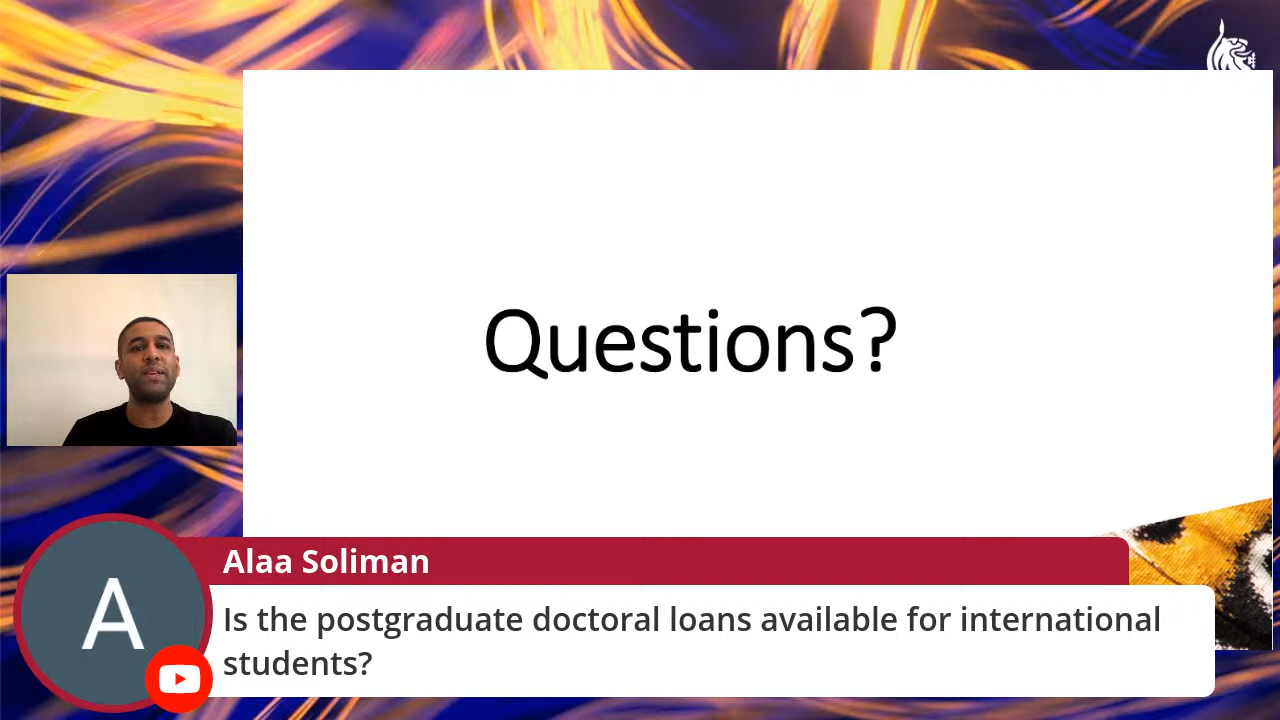 Questions?
Alaa Soliman
A
Is the postgraduate doctoral loans available for international
students?